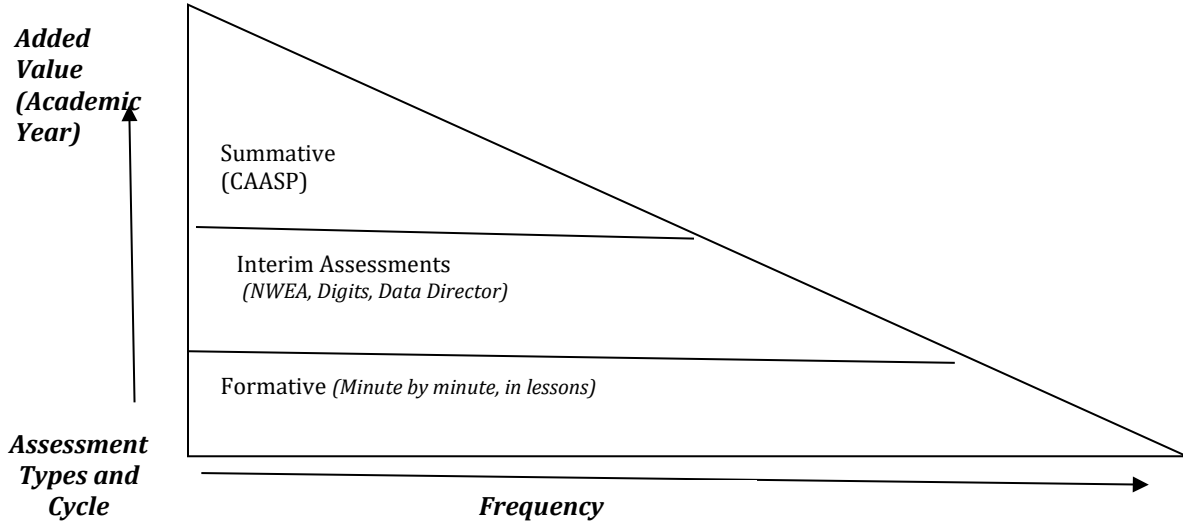 Added
Value
(Academic
Year)
Summative
(CAASP)
Interim Assessments
(NWEA, Digits, Data Director)
Formative (Minute by minute, in lessons)
Assessment
Types and
Cycle
Frequency